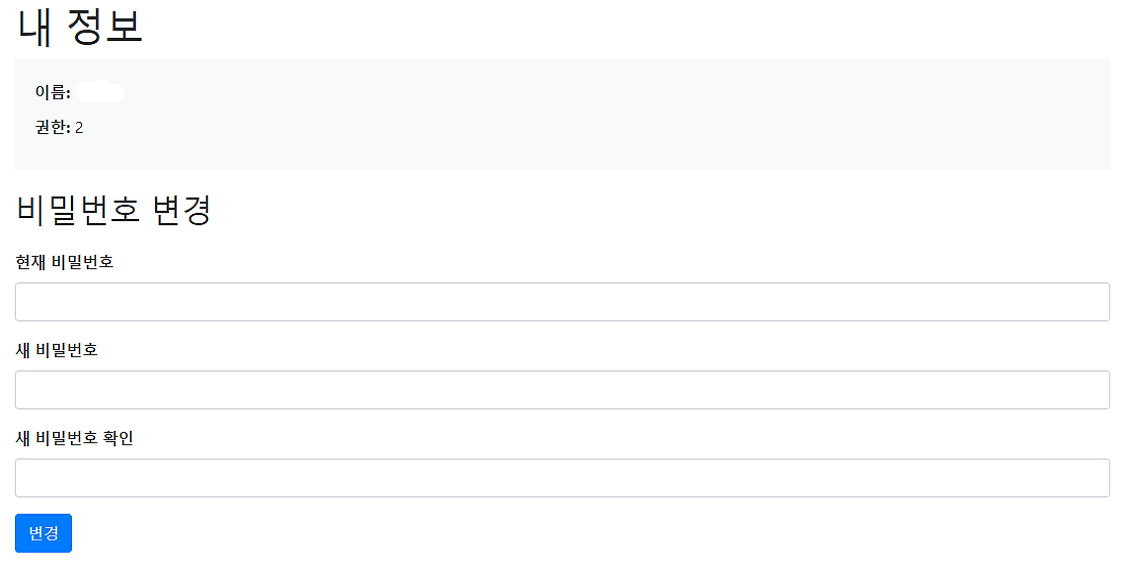 내 정보
이름:
권한: 2
비밀번호 변경
현재 비밀번호
새 비밀번호
새 비밀번호 확인
변경